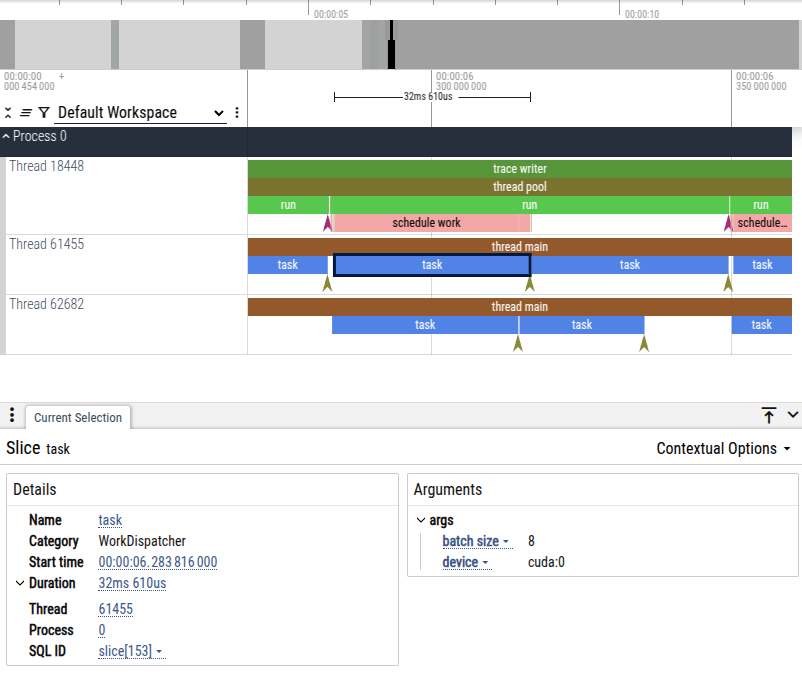 00:00:05 00:00:10
00:00:00 + 00:00:06 00:00:06
000 454 000 300 000 000 350 000 000
32ms 610us
Default Workspace
Process 0
Thread 18448
trace writer
thread pool
run run run
schedule work schedule...
Thread 61455
thread main
task task task task
Thread 62682
thread main
task task task
Current Selection
Slice task Contextual Options
Details Arguments
Name task
Category WorkDispatcher
Start time 00:00:06.283 816 000
Duration 32ms 610us
Thread 61455
Process 0
SQL ID slice[153]
args
batch size 8
device cuda:0